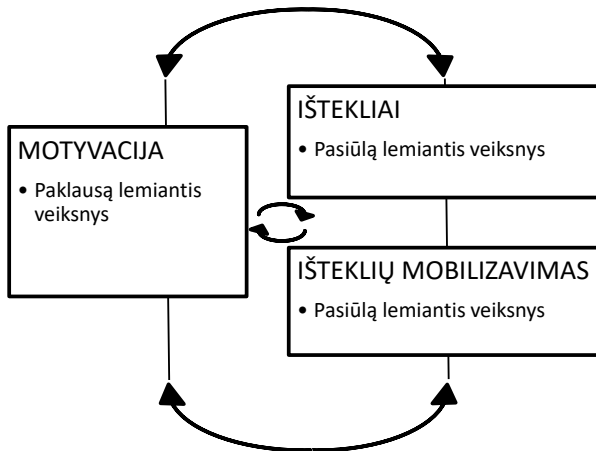 MOTYVACIJA
• Paklausą lemiantis
veiksnys
IŠTEKLIAI
• Pasiūlą lemiantis veiksnys
IŠTEKLIŲ MOBILIZAVIMAS
• Pasiūlą lemiantis veiksnys